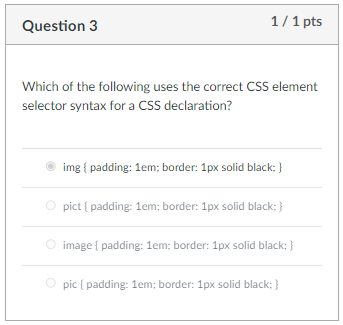 Question 3
1 / 1 pts
Which of the following uses the correct CSS element
selector syntax for a CSS declaration?
img { padding: 1em; border: 1px solid black; }
pict { padding: 1em; border: 1px solid black; }
image { padding: 1em; border: 1px solid black; }
pic { padding: 1em; border: 1px solid black; }